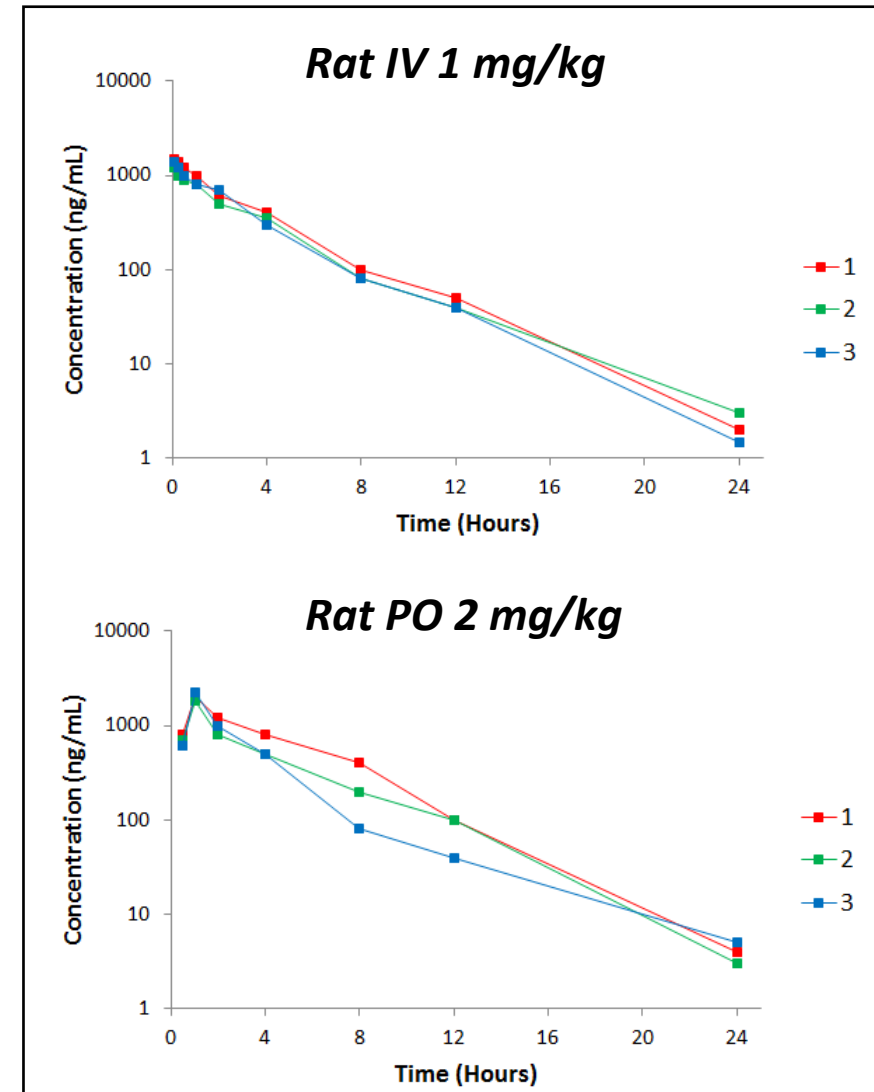 Rat IV 1 mg/kg
10000
1000
100
10
1
Concentration (ng/mL)
0 4 8 12 16 20 24
Time (Hours)
1
2
3
Rat PO 2 mg/kg
10000
1000
100
10
1
Concentration (ng/mL)
0 4 8 12 16 20 24
Time (Hours)
1
2
3